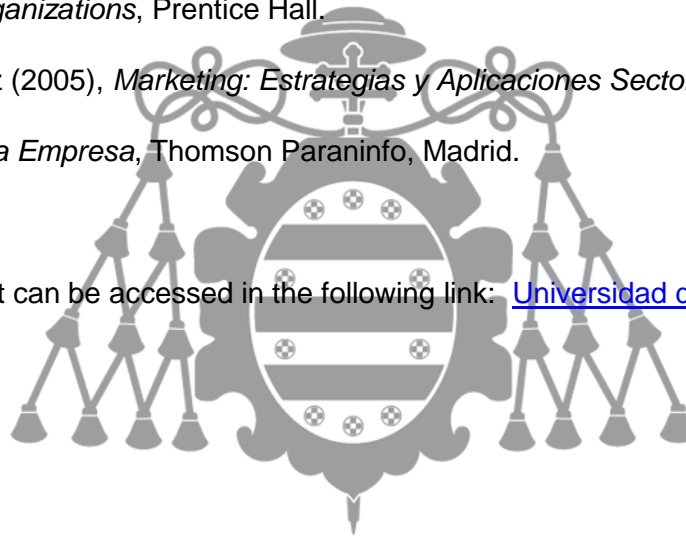 ganizations, Prentice Hall.
z (2005), Marketing: Estrategias y Aplicaciones Secto
a Empresa, Thomson Paraninfo, Madrid.
t can be accessed in the following link: Universidad d